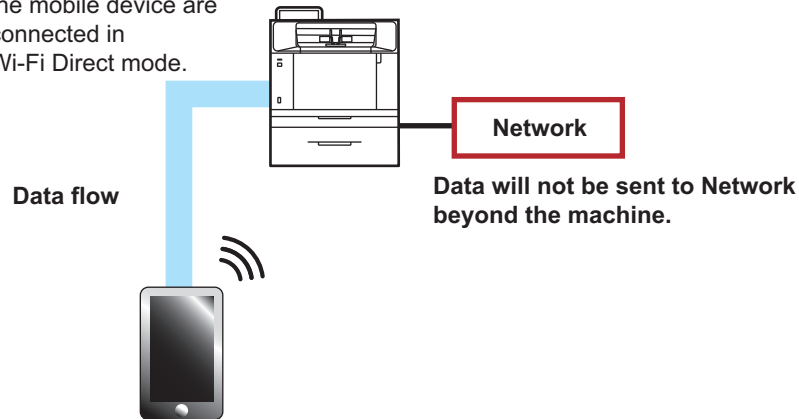 the mobile device are
connected in
Wi-Fi Direct mode.
Network
Data flow
Data will not be sent to Network
beyond the machine.